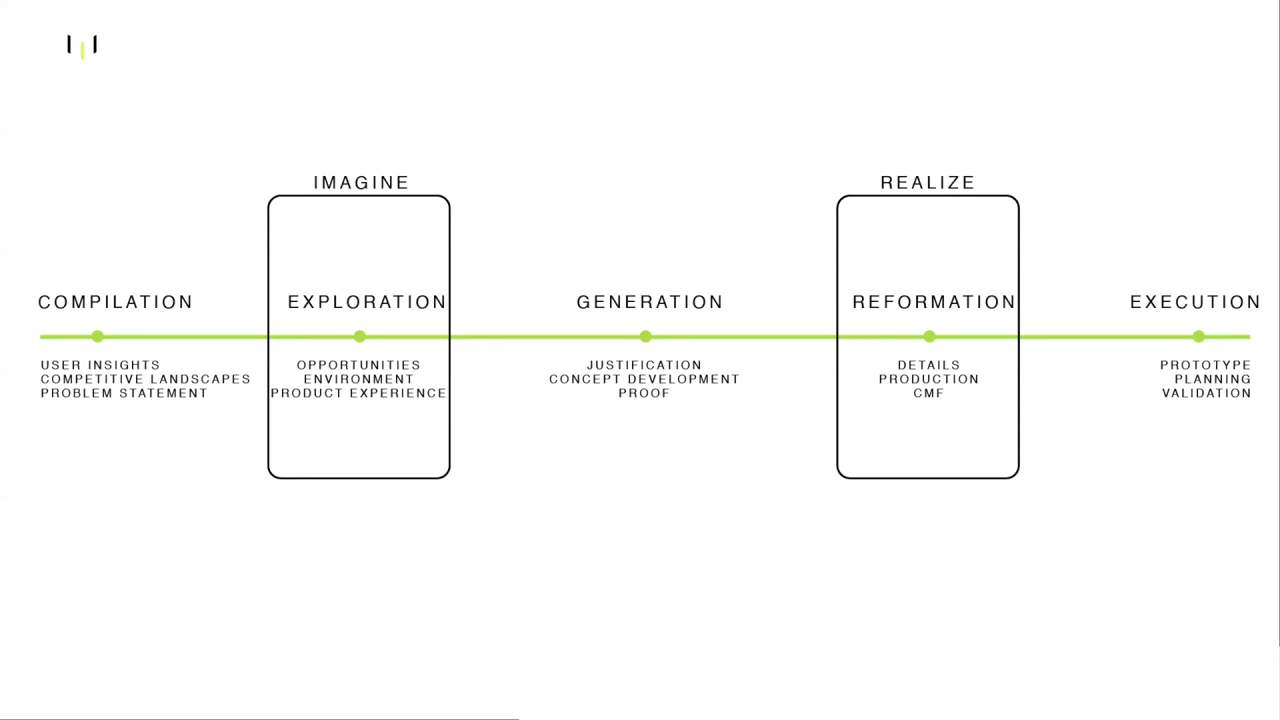 IMAGINE
REALIZE
COMPILATION
EXPLORATION
GENERATION
REFORMATION
EXECUTION
USER INSIGHTS
COMPETITIVE LANDSCAPES
PROBLEM STATEMENT
OPPORTUNITIES
ENVIRONMENT
PRODUCT EXPERIENCE
JUSTIFICATION
CONCEPT DEVELOPMENT
PROOF
DETAILS
PRODUCTION
CMF
PROTOTYPE
PLANNING
VALIDATION